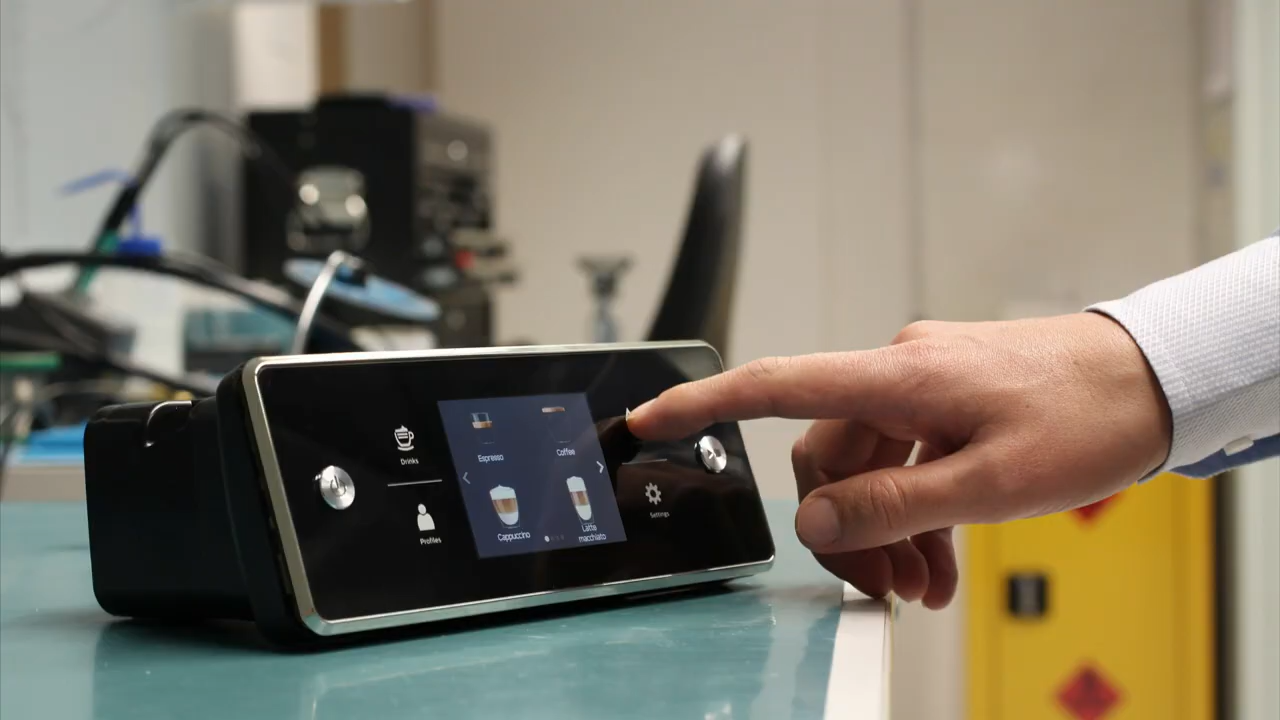 Drinks
Profiles
Espresso
Coffee
Cappuccino
Latte
macchiato
Settings